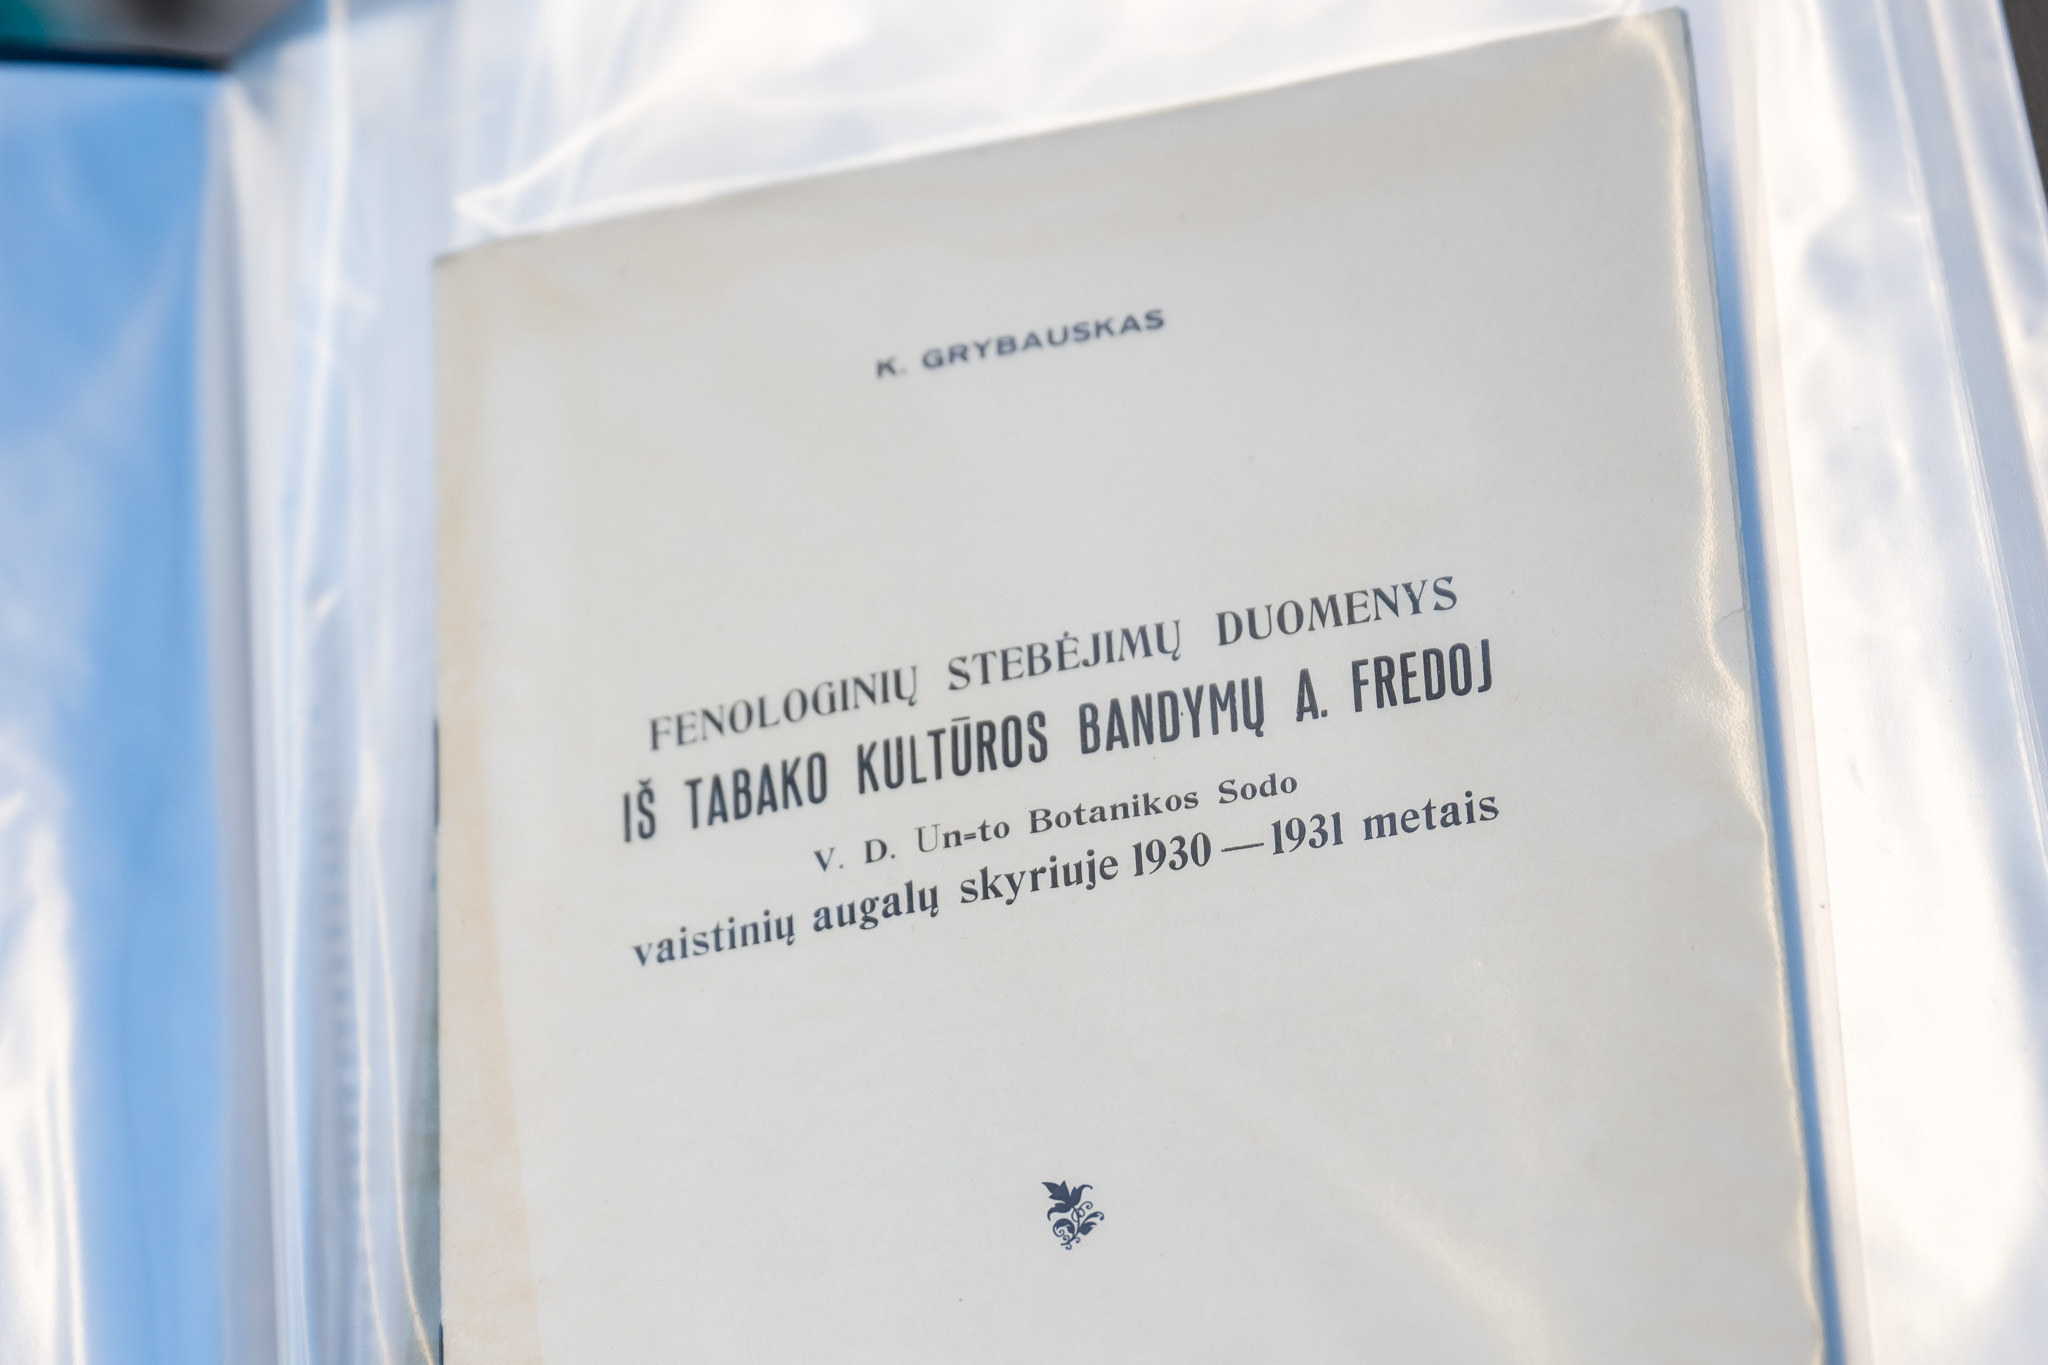 K. GRYBAUSKAS
FENOLOGINIŲ STEBĖJIMŲ DUOMENYS
IŠ TABAKO KULTŪROS BANDYMŲ A. FREDOJ
V. D. Un=to Botanikos Sodo
vaistinių augalų skyriuje 1930 — 1931 metais